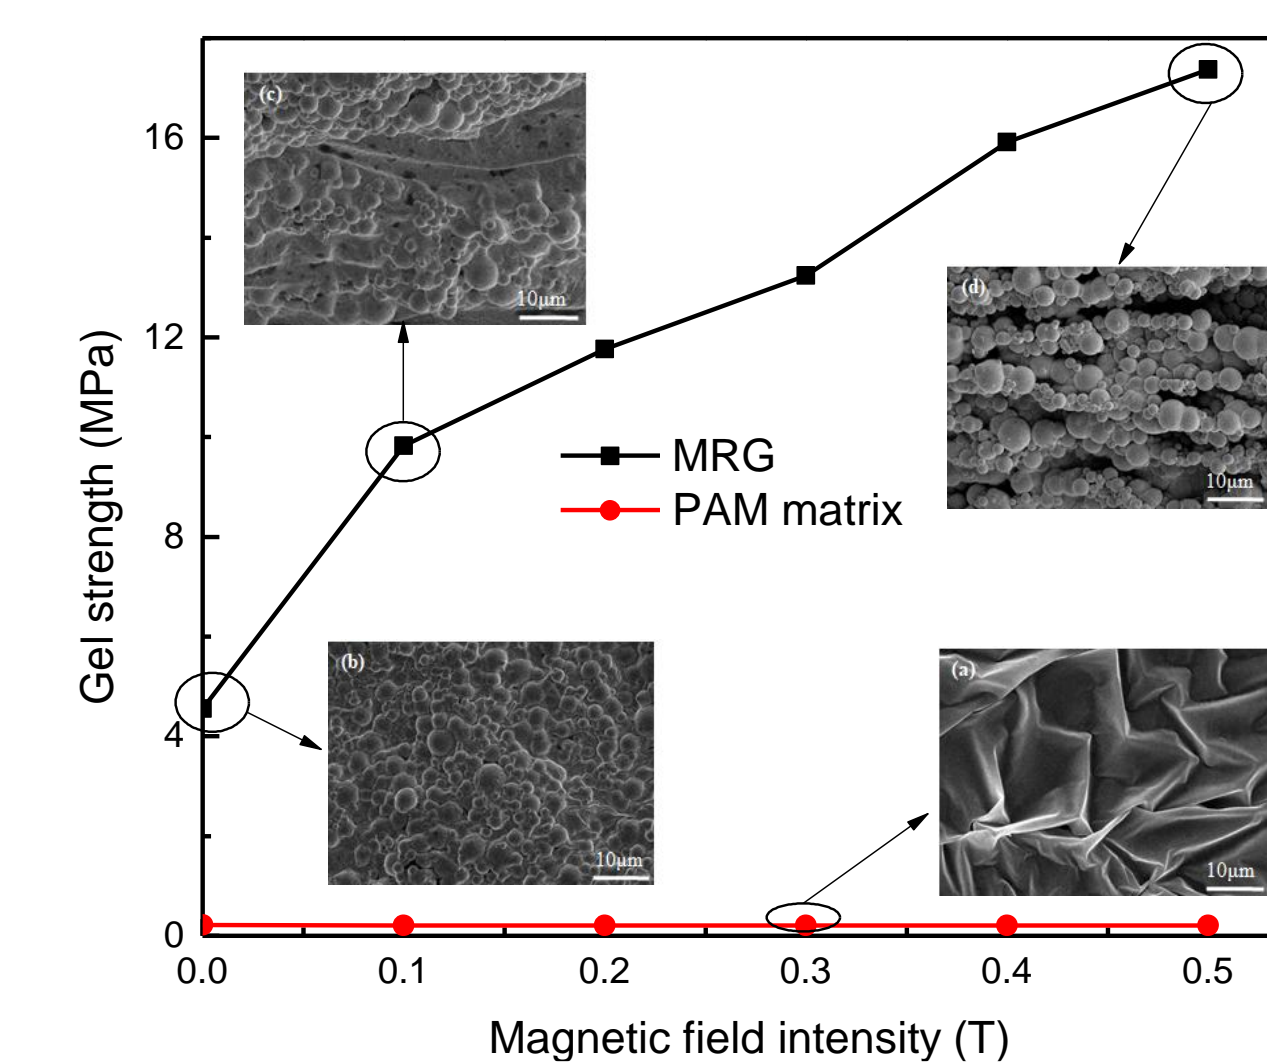 (c)
10μm
16
(d)
10μm
12
MRG
PAM matrix
Gel strength (MPa)
8
(b)
10μm
(a)
10μm
4
0
0.0 0.1 0.2 0.3 0.4 0.5
Magnetic field intensity (T)